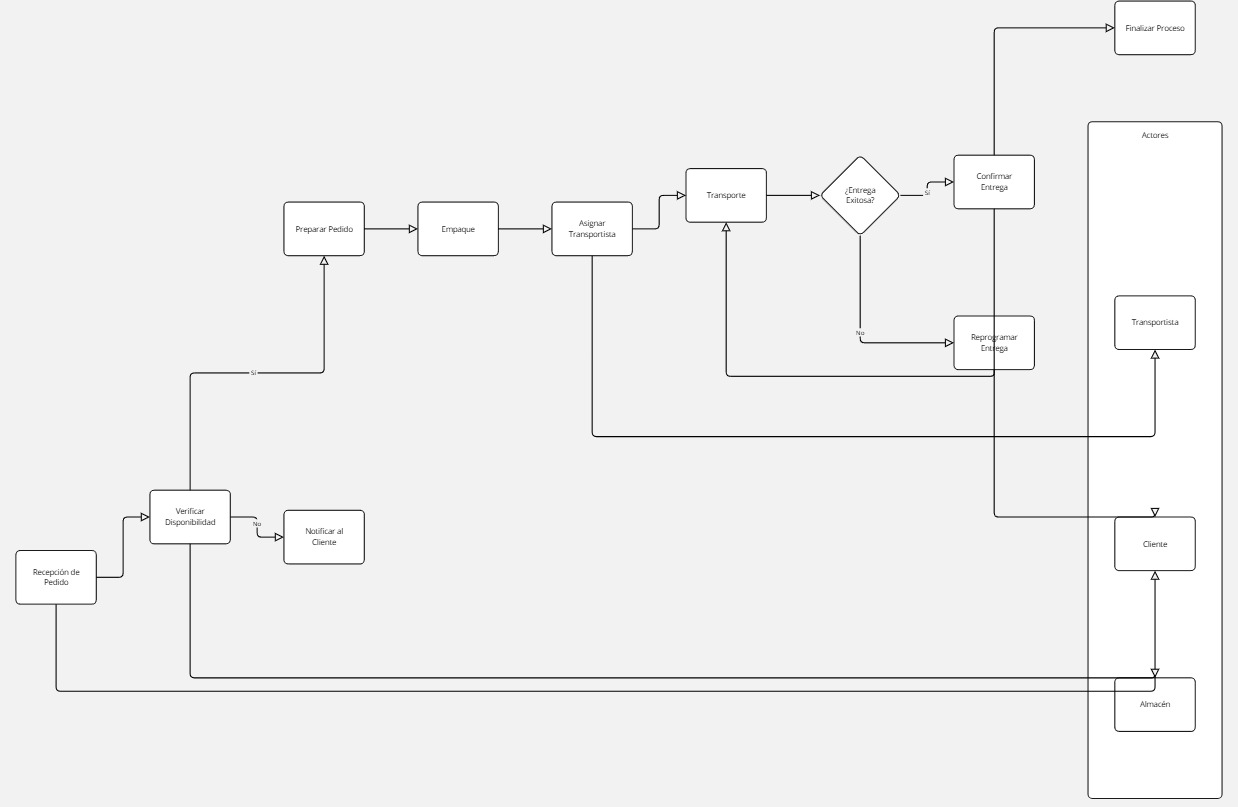 Finalizar Proceso
Actores
Confirmar
Entrega
¿Entrega
Exitosa?
Sí
Transporte
Preparar Pedido
Empaque
Asignar
Transportista
Transportista
No
Reprogramar
Entrega
Sí
Verificar
Disponibilidad
No
Notificar al
Cliente
Cliente
Recepción de
Pedido
Almacén